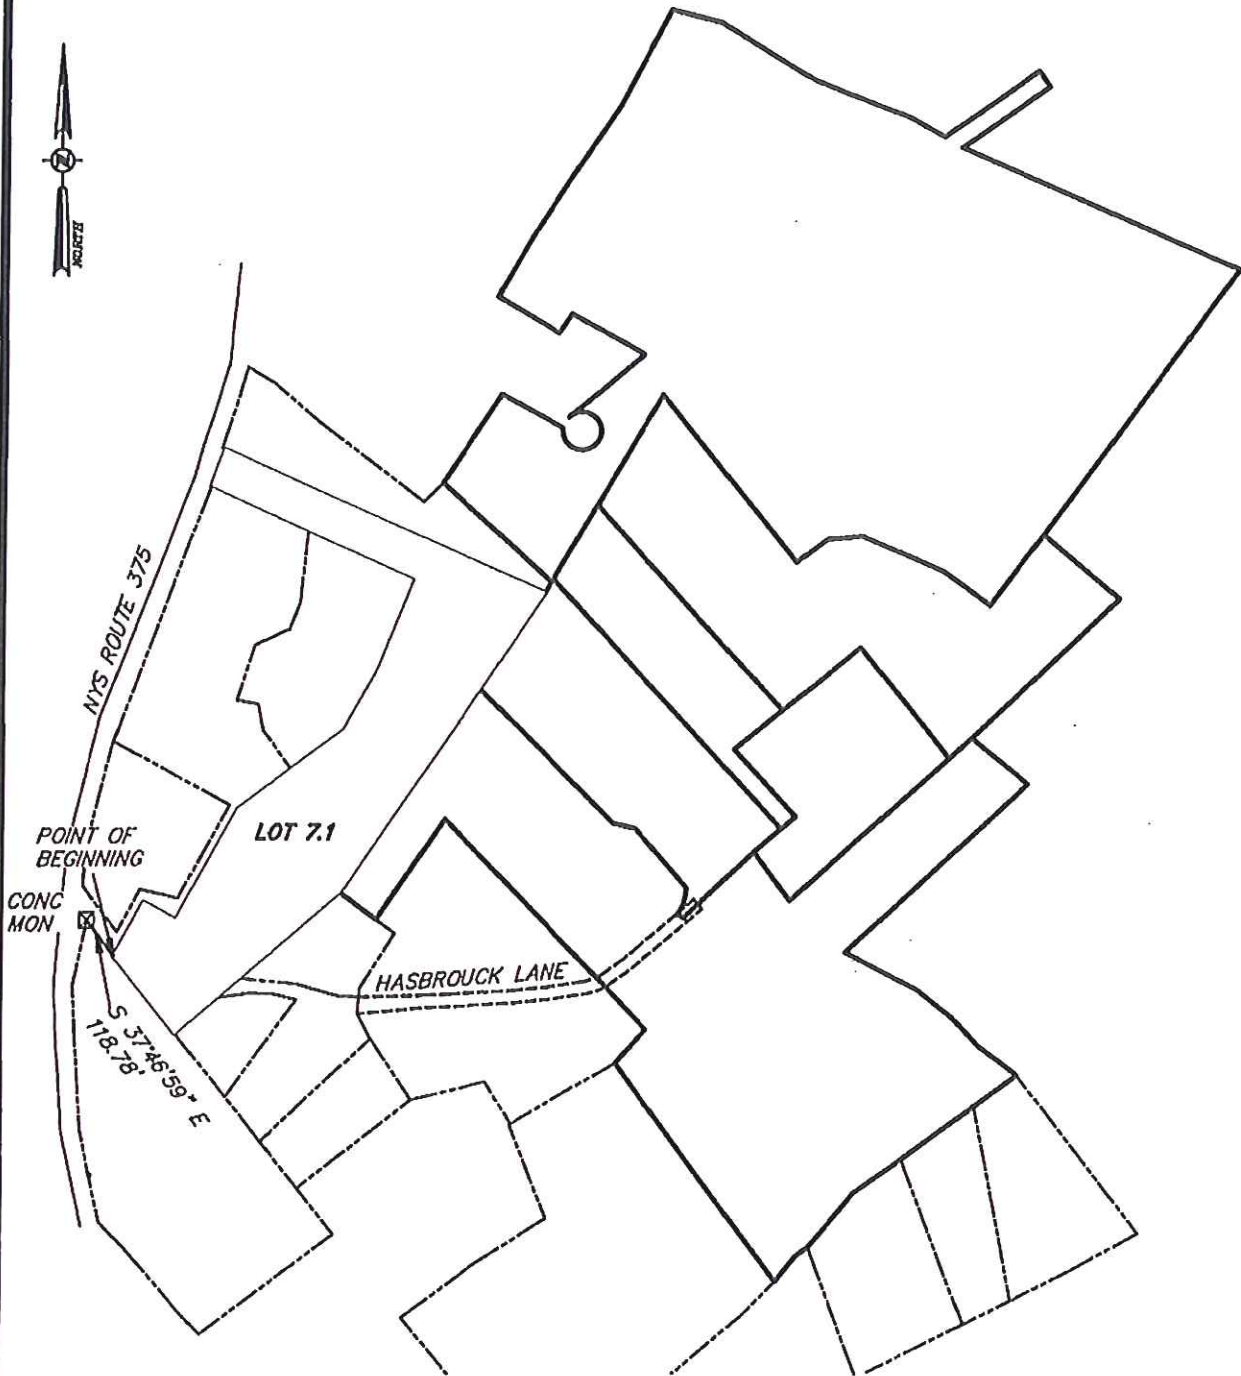 N
NORTH
NYS ROUTE 375
POINT OF
BEGINNING
LOT 7.1
CONC
MON
HASBROUCK LANE
S 37°46'59" E
118.78'